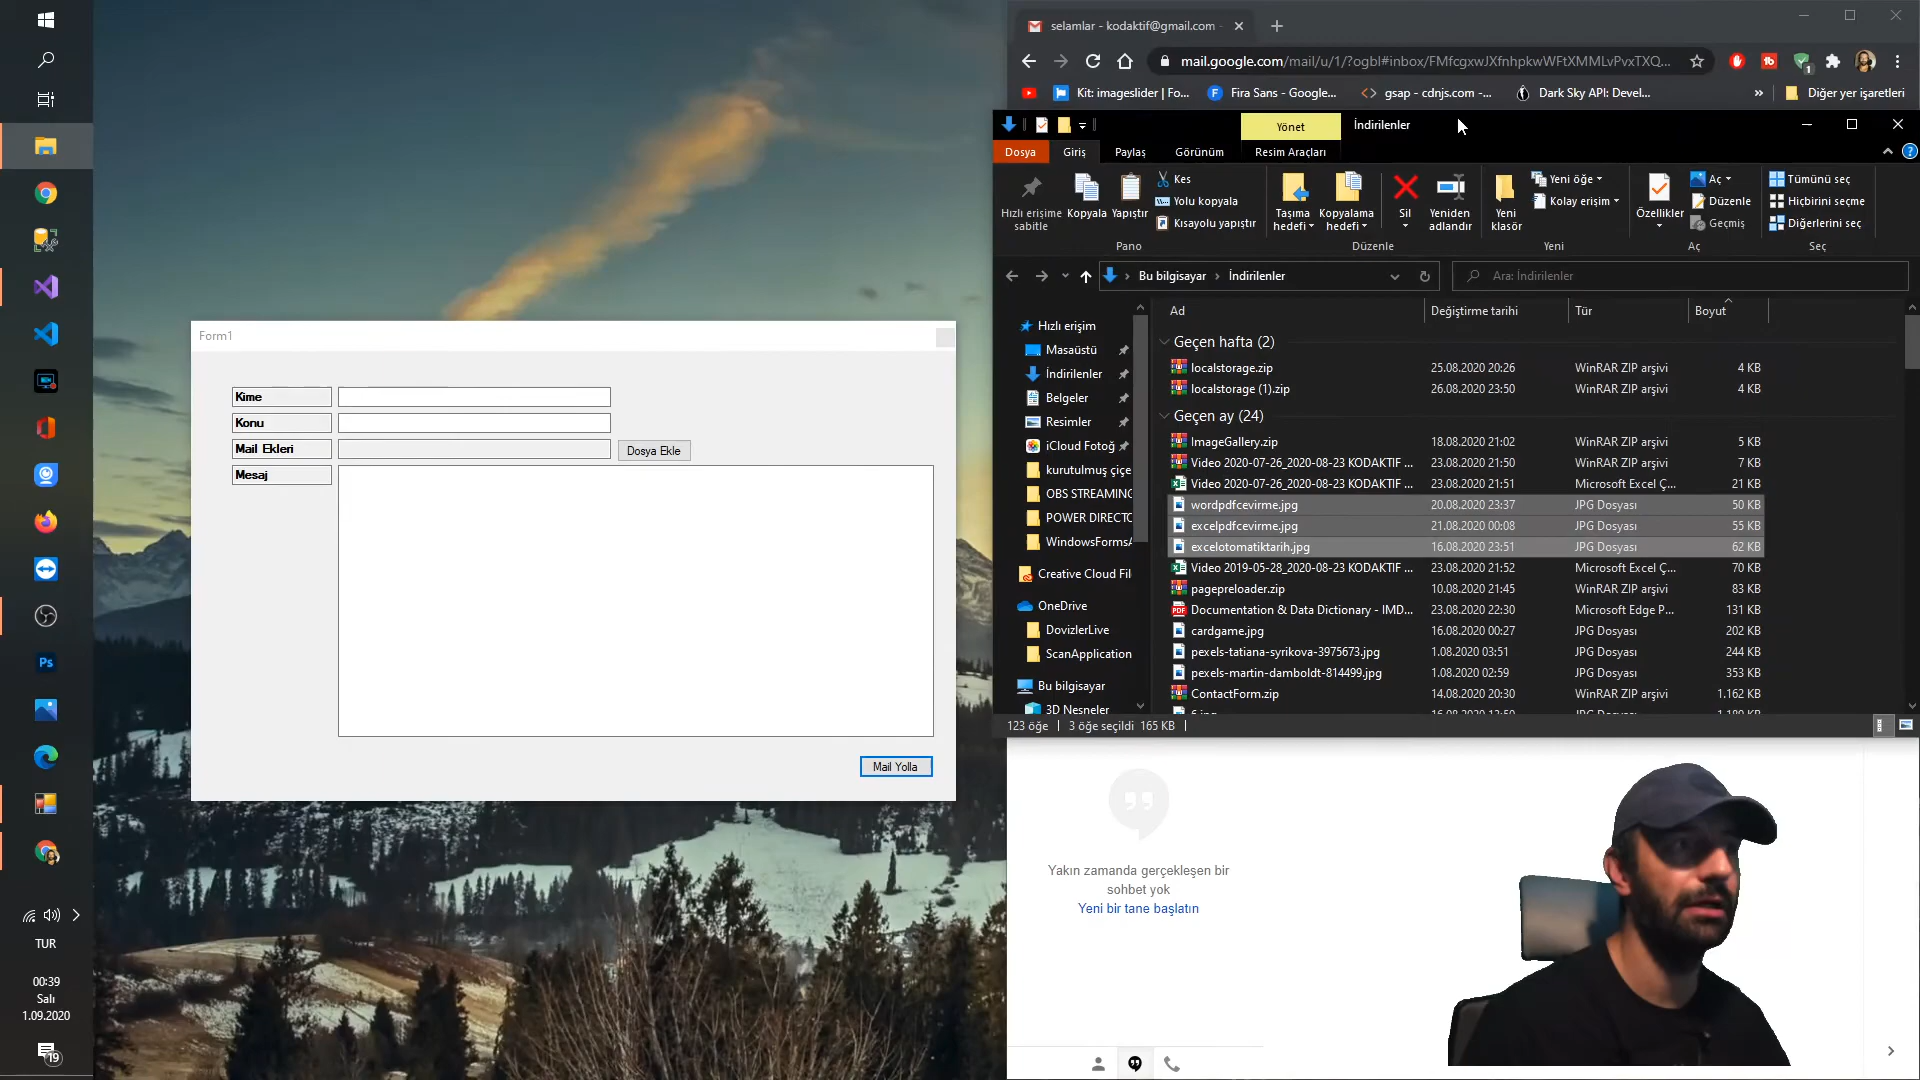 selamlar - kodaktif@gmail.com -
mail.google.com/mail/u/1/?ogbl#inbox/FMfcgxwJXfnhpkwWFtXMMLvPvxTXQ...
Kit: imageslider | Fo...
Fira Sans - Google...
gsap - cdnjs.com -...
Dark Sky API: Devel...
»
Diğer yer işaretleri
Yönet
İndirilenler
Dosya
Giriş
Paylaş
Görünüm
Resim Araçları
Hızlı erişime
sabitle
Kopyala
Yapıştır
Kes
Yolu kopyala
Kısayolu yapıştır
Pano
Taşıma
hedefi
Kopyalama
hedefi
Sil
Yeniden
adlandır
Düzenle
Yeni
klasör
Yeni öğe
Kolay erişim
Yeni
Özellikler
Aç
Düzenle
Geçmiş
Aç
Tümünü seç
Hiçbirini seçme
Diğerlerini seç
Seç
Bu bilgisayar
İndirilenler
Ara: İndirilenler
Hızlı erişim
Masaüstü
İndirilenler
Belgeler
Resimler
iCloud Fotoğ
kurutulmuş çiçe
OBS STREAMING
POWER DIRECTC
WindowsFormsA
Creative Cloud Fil
OneDrive
DovizlerLive
ScanApplication
Bu bilgisayar
3D Nesneler
Ad Değiştirme tarihi Tür Boyut
Geçen hafta (2)
localstorage.zip 25.08.2020 20:26 WinRAR ZIP arşivi 4 KB
localstorage (1).zip 26.08.2020 23:50 WinRAR ZIP arşivi 4 KB
Geçen ay (24)
ImageGallery.zip 18.08.2020 21:02 WinRAR ZIP arşivi 5 KB
Video 2020-07-26_2020-08-23 KODAKTIF ... 23.08.2020 21:50 WinRAR ZIP arşivi 7 KB
Video 2020-07-26_2020-08-23 KODAKTIF ... 23.08.2020 21:51 Microsoft Excel Ç... 21 KB
wordpdfcevirme.jpg 20.08.2020 23:37 JPG Dosyası 50 KB
excelpdfcevirme.jpg 21.08.2020 00:08 JPG Dosyası 55 KB
excelotomatiktarih.jpg 16.08.2020 23:51 JPG Dosyası 62 KB
Video 2019-05-28_2020-08-23 KODAKTIF ... 23.08.2020 21:52 Microsoft Excel Ç... 70 KB
pagepreloader.zip 10.08.2020 21:45 WinRAR ZIP arşivi 83 KB
Documentation & Data Dictionary - IMD... 23.08.2020 22:30 Microsoft Edge P... 131 KB
cardgame.jpg 16.08.2020 00:27 JPG Dosyası 202 KB
pexels-tatiana-syrikova-3975673.jpg 1.08.2020 03:51 JPG Dosyası 244 KB
pexels-martin-damboldt-814499.jpg 1.08.2020 02:59 JPG Dosyası 353 KB
ContactForm.zip 14.08.2020 20:30 WinRAR ZIP arşivi 1.162 KB
123 öğe 3 öğe seçildi 165 KB
Form1
Kime
Konu
Mail Ekleri
Dosya Ekle
Mesaj
Mail Yolla
Yakın zamanda gerçekleşen bir
sohbet yok
Yeni bir tane başlatın
Ps
TUR
00:39
Salı
1.09.2020
19